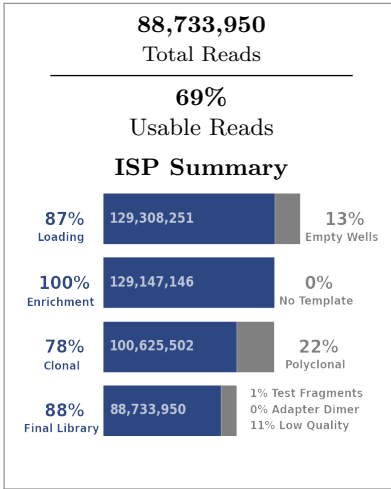 88,733,950
Total Reads
69%
Usable Reads
ISP Summary
87%
Loading
129,308,251
13%
Empty Wells
100%
Enrichment
129,147,146
0%
No Template
78%
Clonal
100,625,502
22%
Polyclonal
88%
Final Library
88,733,950
1% Test Fragments
0% Adapter Dimer
11% Low Quality